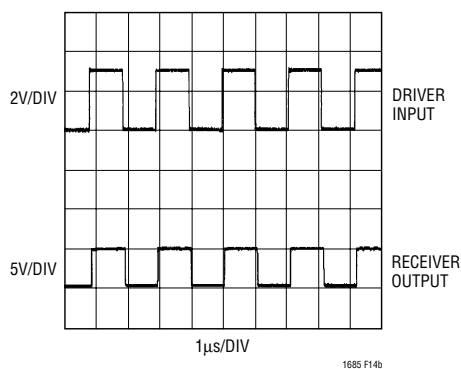 2V/DIV
DRIVER
INPUT
5V/DIV
RECEIVER
OUTPUT
1µs/DIV
1685 F14b